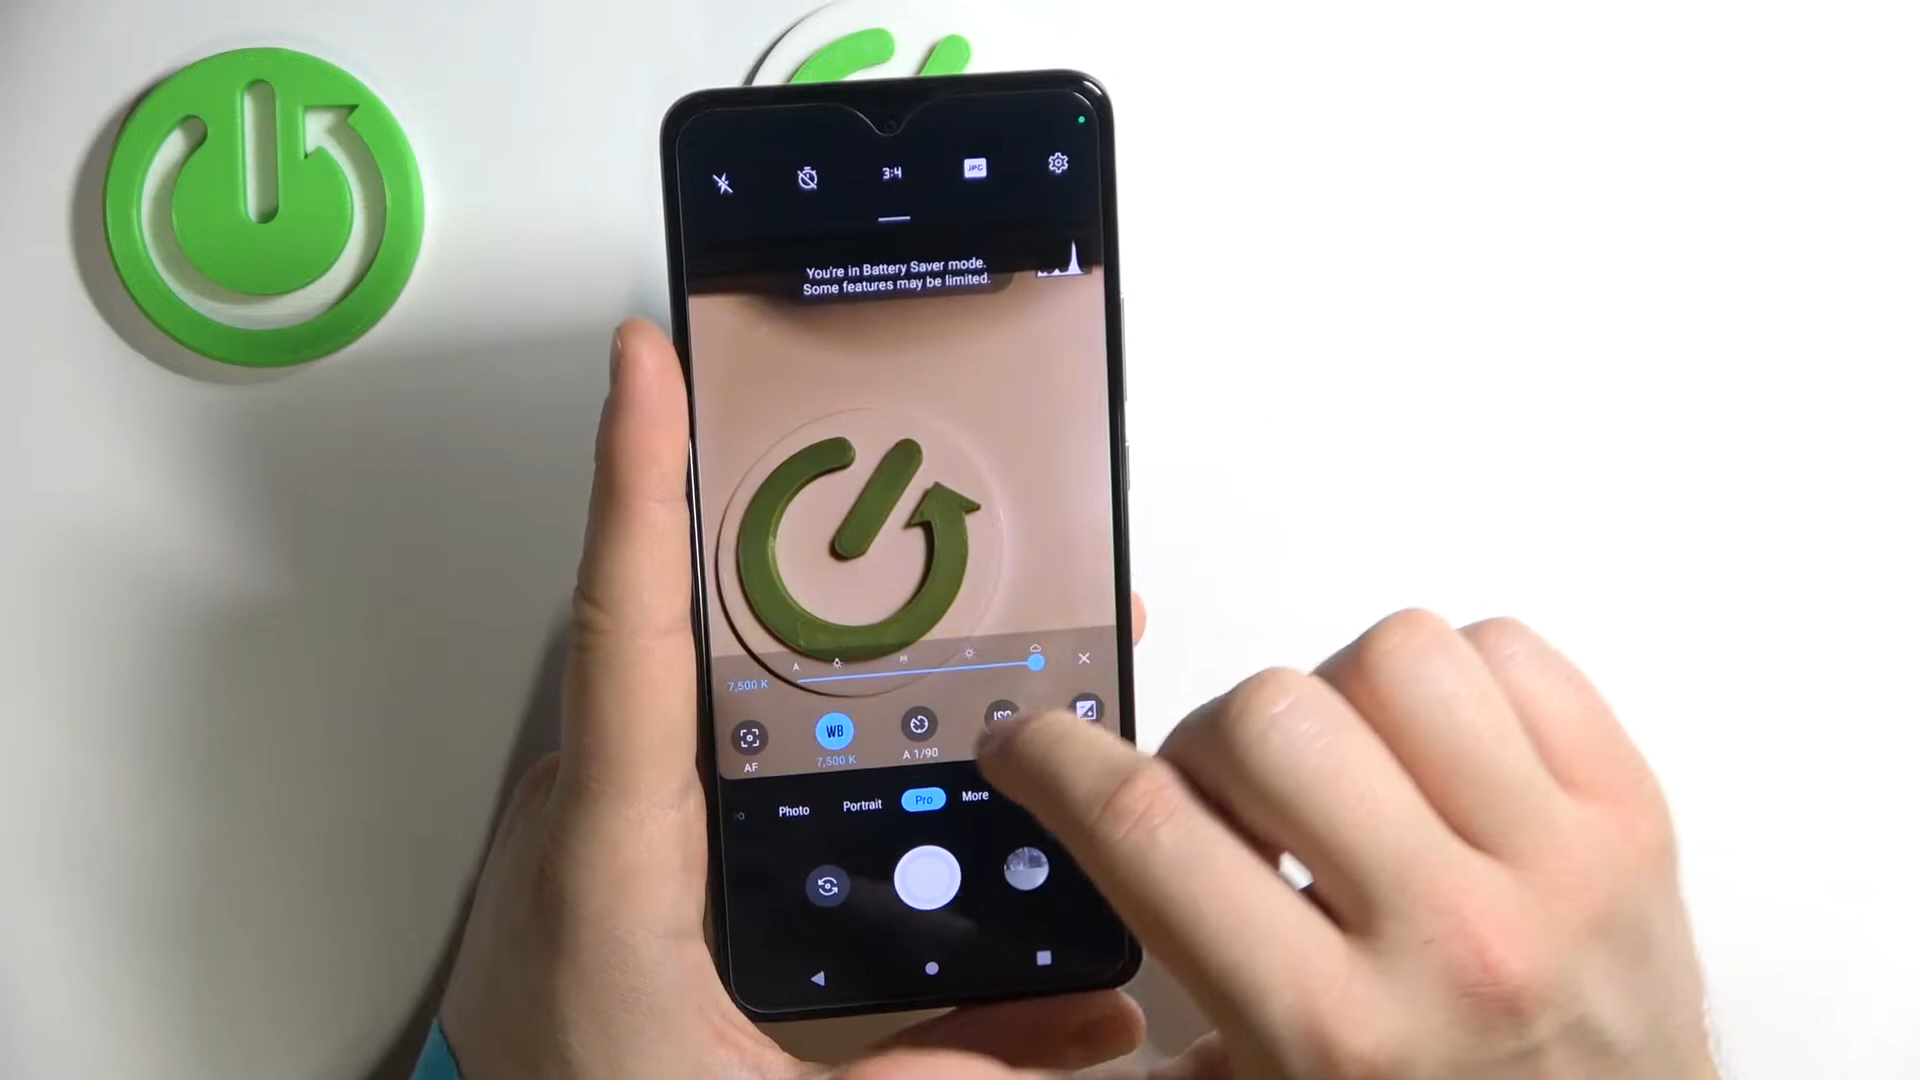 3:4
JPG
You're in Battery Saver mode.
Some features may be limited.
A
7,500 K
WB
ISO
AF
7,500 K
A 1/90
Photo
Portrait
Pro
More